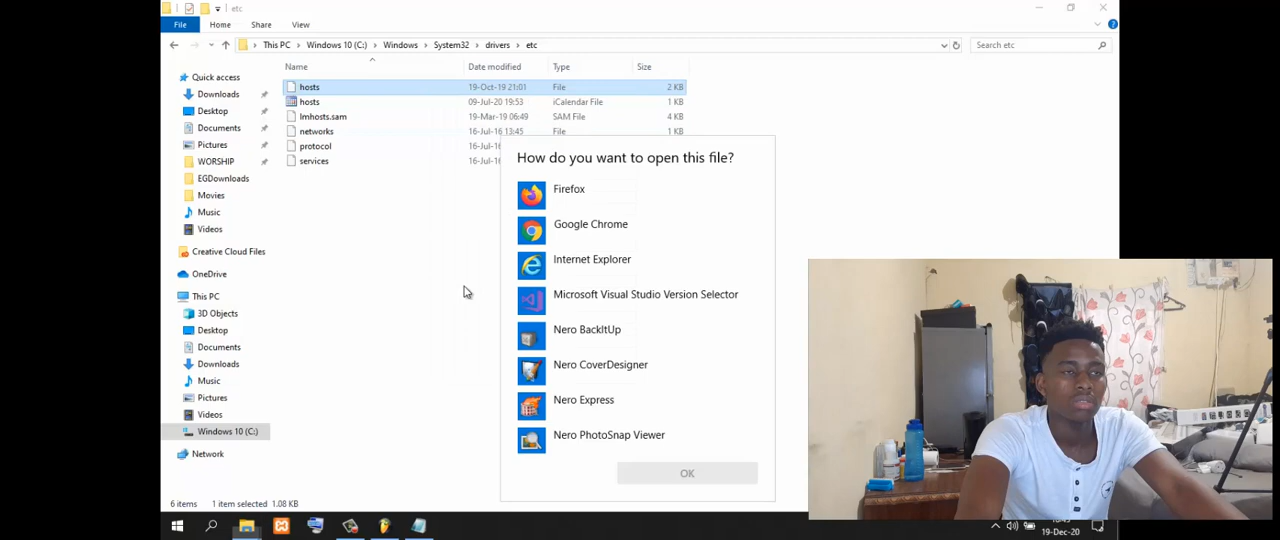 etc
File Home Share View
This PC Windows 10 (C:) Windows System32 drivers etc
Search etc
Name Date modified Type Size
Quick access
Downloads
Desktop
Documents
Pictures
WORSHIP
EGDownloads
Movies
Music
Videos
Creative Cloud Files
OneDrive
This PC
3D Objects
Desktop
Documents
Downloads
Music
Pictures
Videos
Windows 10 (C:)
Network
hosts 19-Oct-19 21:01 File 2 KB
hosts 09-Jul-20 19:53 iCalendar File 1 KB
lmhosts.sam 19-Mar-19 06:49 SAM File 4 KB
networks 16-Jul-16 13:45 File 1 KB
protocol 16-Jul-16
services 16-Jul-16
How do you want to open this file?
Firefox
Google Chrome
Internet Explorer
Microsoft Visual Studio Version Selector
Nero BackItUp
Nero CoverDesigner
Nero Express
Nero PhotoSnap Viewer
OK
6 items 1 item selected 1.08 KB
19-Dec-20